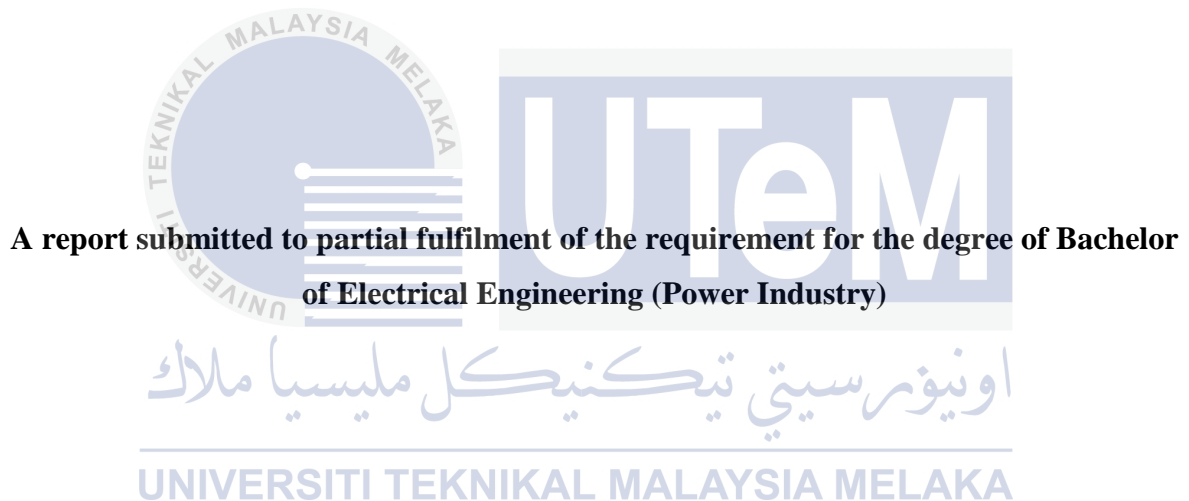 UNIVERSITI TEKNIKAL MALAYSIA MELAKA
UTeM
A report submitted to partial fulfilment of the requirement for the degree of Bachelor
of Electrical Engineering (Power Industry)
اونيۏرسيتي تيكنيكل مليسيا ملاك
UNIVERSITI TEKNIKAL MALAYSIA MELAKA